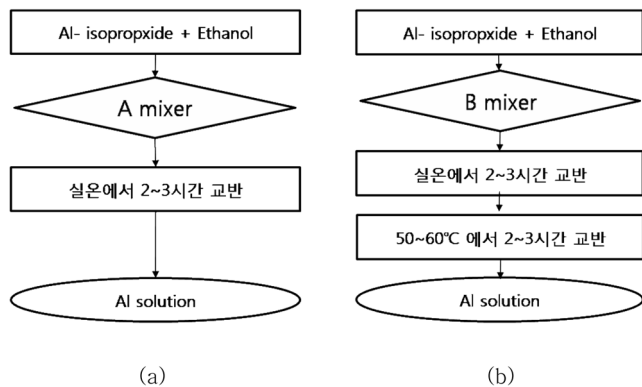 Al- isopropxide + Ethanol
A mixer
실온에서 2~3시간 교반
Al solution
(a)
Al- isopropxide + Ethanol
B mixer
실온에서 2~3시간 교반
50~60℃ 에서 2~3시간 교반
Al solution
(b)